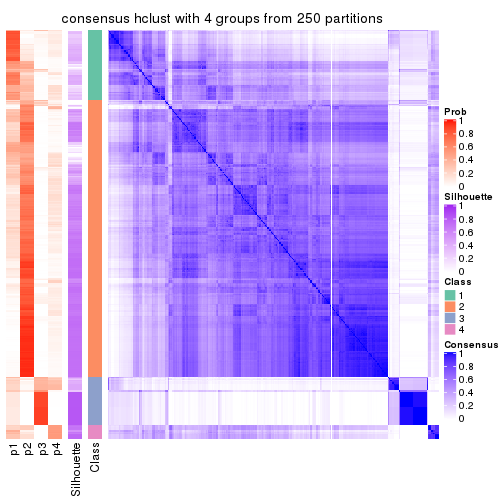 consensus hclust with 4 groups from 250 partitions
Prob
1
0.8
0.6
0.4
0.2
0
Silhouette
1
0.8
0.6
0.4
0.2
0
Class
1
2
3
4
Consensus
1
0.8
0.6
0.4
0.2
0
p1
p2
p3
p4
Silhouette
Class